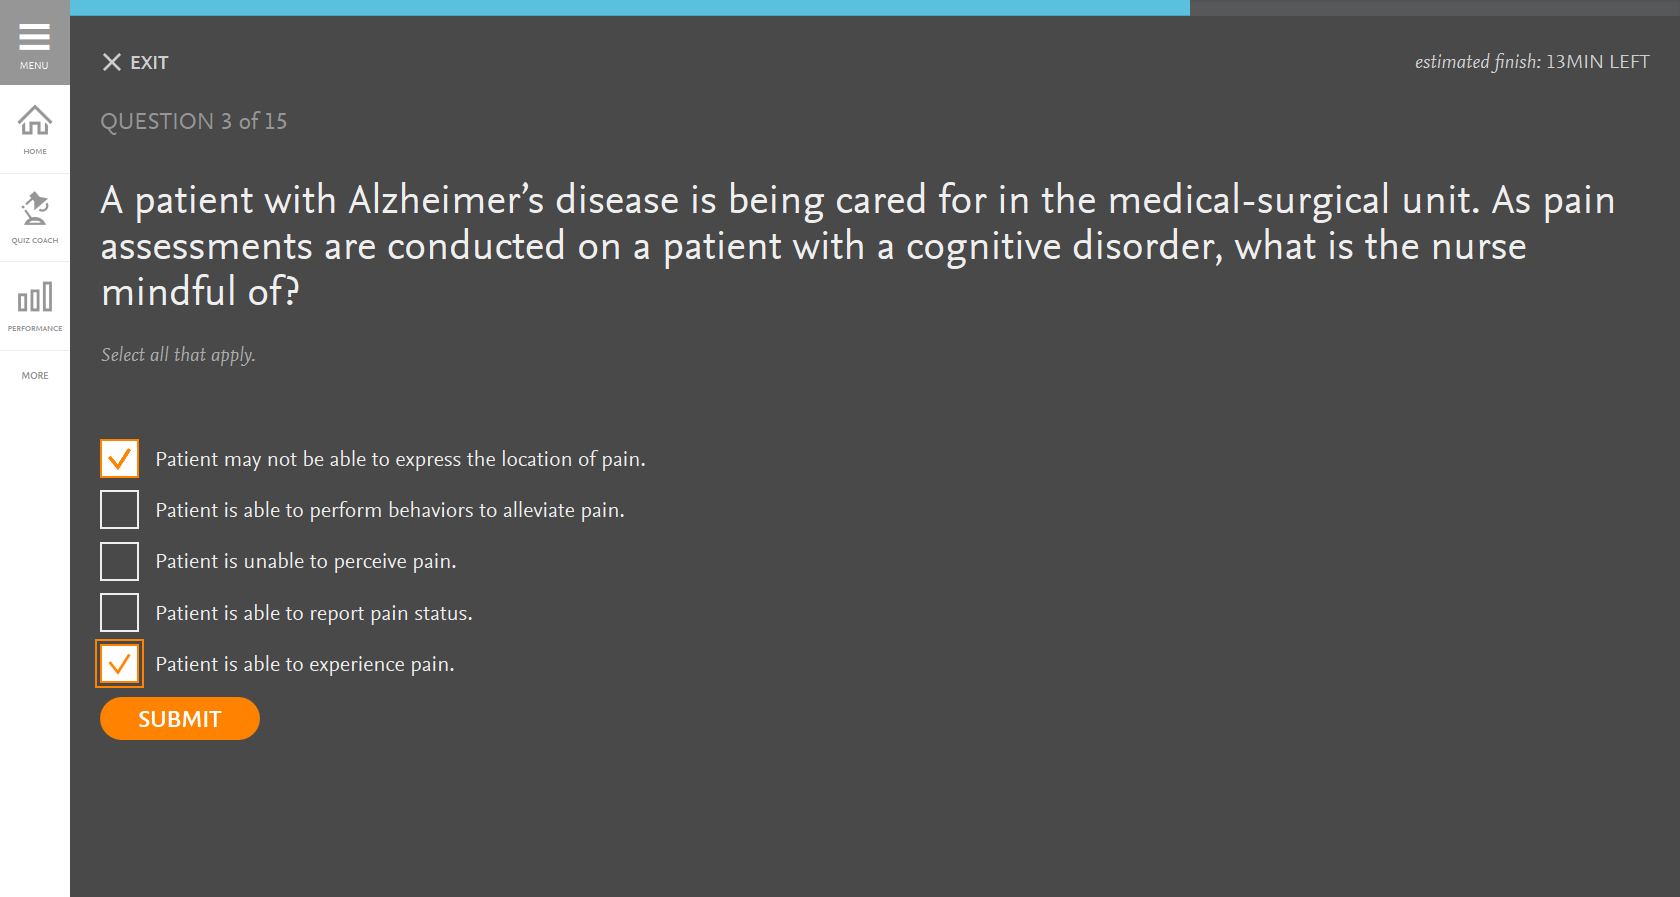 MENU
HOME
QUIZ COACH
PERFORMANCE
MORE
EXIT
estimated finish: 13MIN LEFT
QUESTION 3 of 15
A patient with Alzheimer’s disease is being cared for in the medical-surgical unit. As pain
assessments are conducted on a patient with a cognitive disorder, what is the nurse
mindful of?
Select all that apply.
Patient may not be able to express the location of pain.
Patient is able to perform behaviors to alleviate pain.
Patient is unable to perceive pain.
Patient is able to report pain status.
Patient is able to experience pain.
SUBMIT